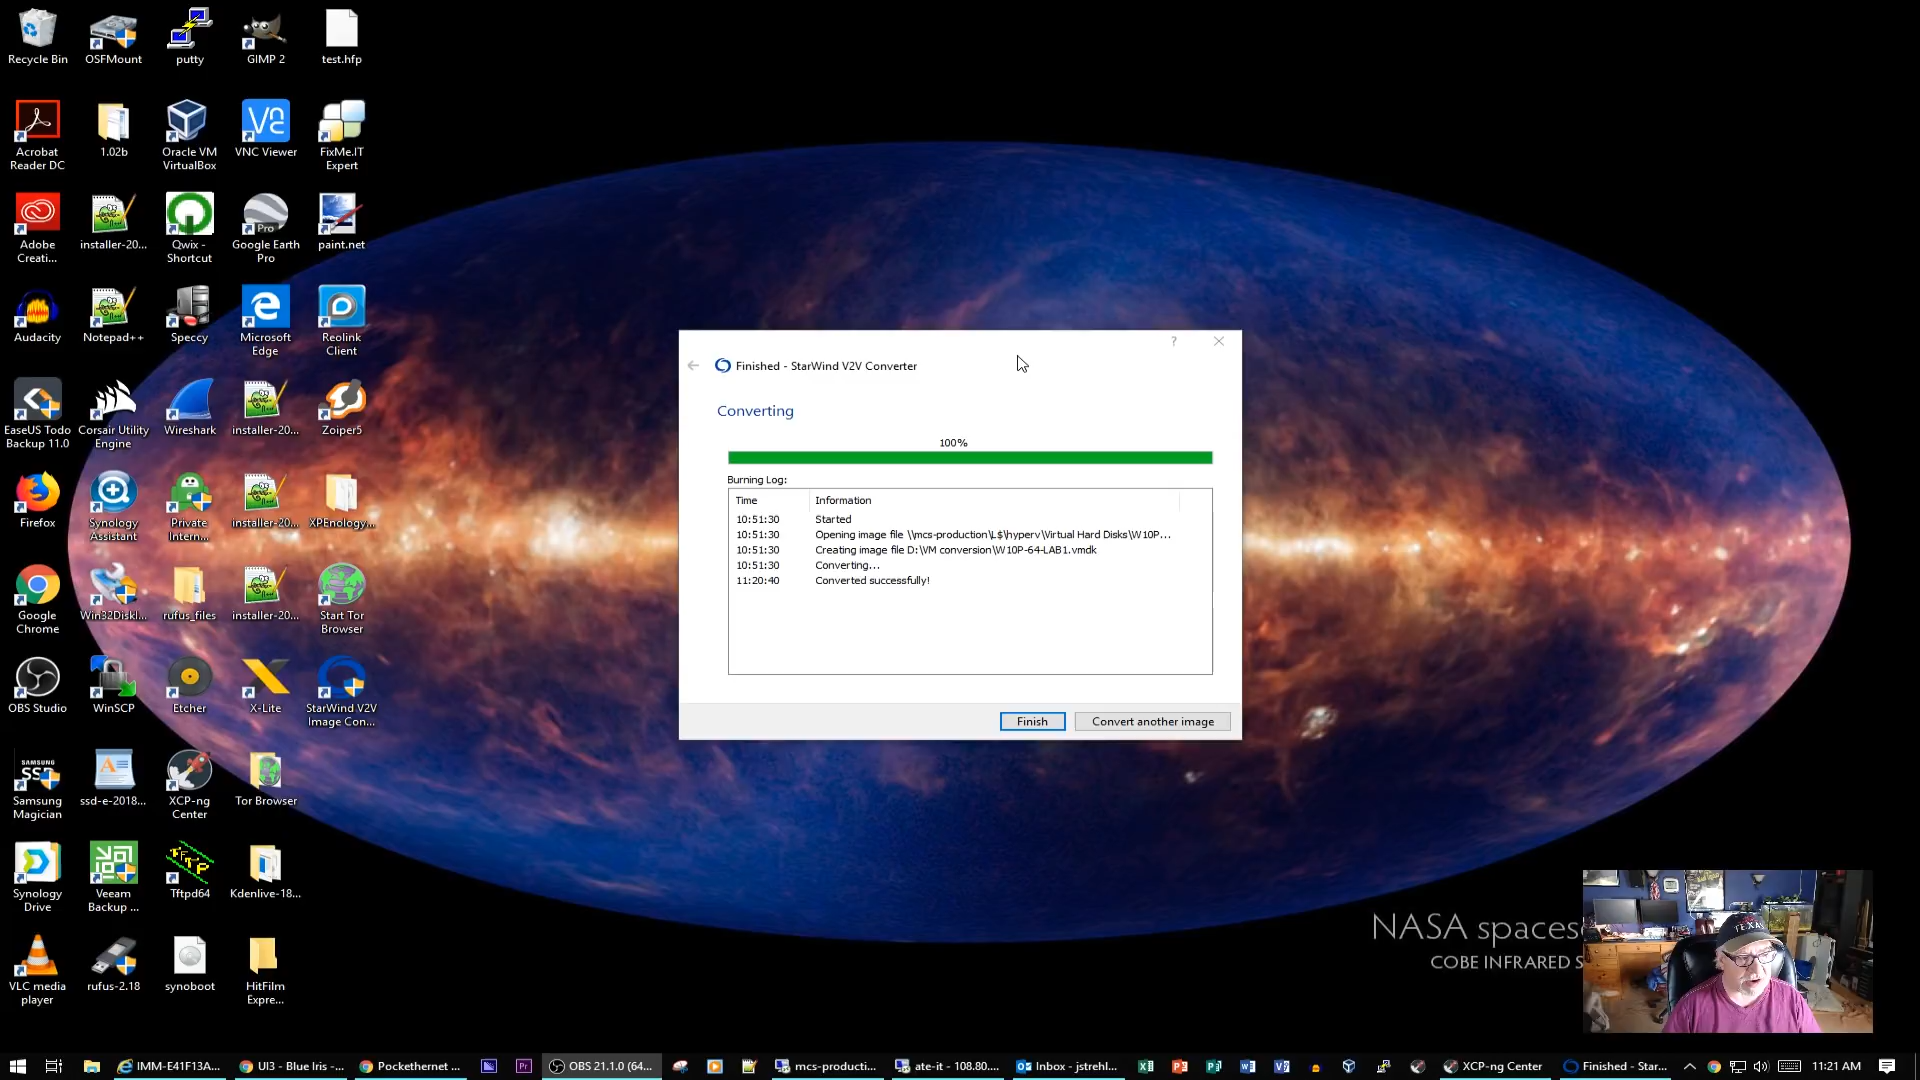 Recycle Bin
OSFMount
putty
GIMP 2
test.hfp
Acrobat
Reader DC
1.02b
Oracle VM
VirtualBox
VNC Viewer
FixMe.IT
Expert
Adobe
Creati...
installer-20...
Qwix -
Shortcut
Google Earth
Pro
paint.net
Audacity
Notepad++
Speccy
Microsoft
Edge
Reolink
Client
EaseUS Todo
Backup 11.0
Corsair Utility
Engine
Wireshark
installer-20...
Zoiper5
Firefox
Synology
Assistant
Private
Intern...
installer-20...
XPEnology...
Google
Chrome
Win32DiskI...
rufus_files
installer-20...
Start Tor
Browser
OBS Studio
WinSCP
Etcher
X-Lite
StarWind V2V
Image Con...
Samsung
Magician
ssd-e-2018...
XCP-ng
Center
Tor Browser
Synology
Drive
Veeam
Backup ...
Tftpd64
Kdenlive-18...
VLC media
player
rufus-2.18
synoboot
HitFilm
Expre...
Finished - StarWind V2V Converter
Converting
100%
Burning Log:
Time Information
10:51:30 Started
10:51:30 Opening image file \\mcs-production\L$\hyperv\Virtual Hard Disks\W10P...
10:51:30 Creating image file D:\VM conversion\W10P-64-LAB1.vmdk
10:51:30 Converting...
11:20:40 Converted successfully!
Finish
Convert another image
NASA spaces
COBE INFRARED S
TEXAS
IMM-E41F13A...
UI3 - Blue Iris -...
Pockethernet ...
OBS 21.1.0 (64...
mcs-producti...
ate-it - 108.80....
Inbox - jstrehl...
XCP-ng Center
Finished - Star...
11:21 AM